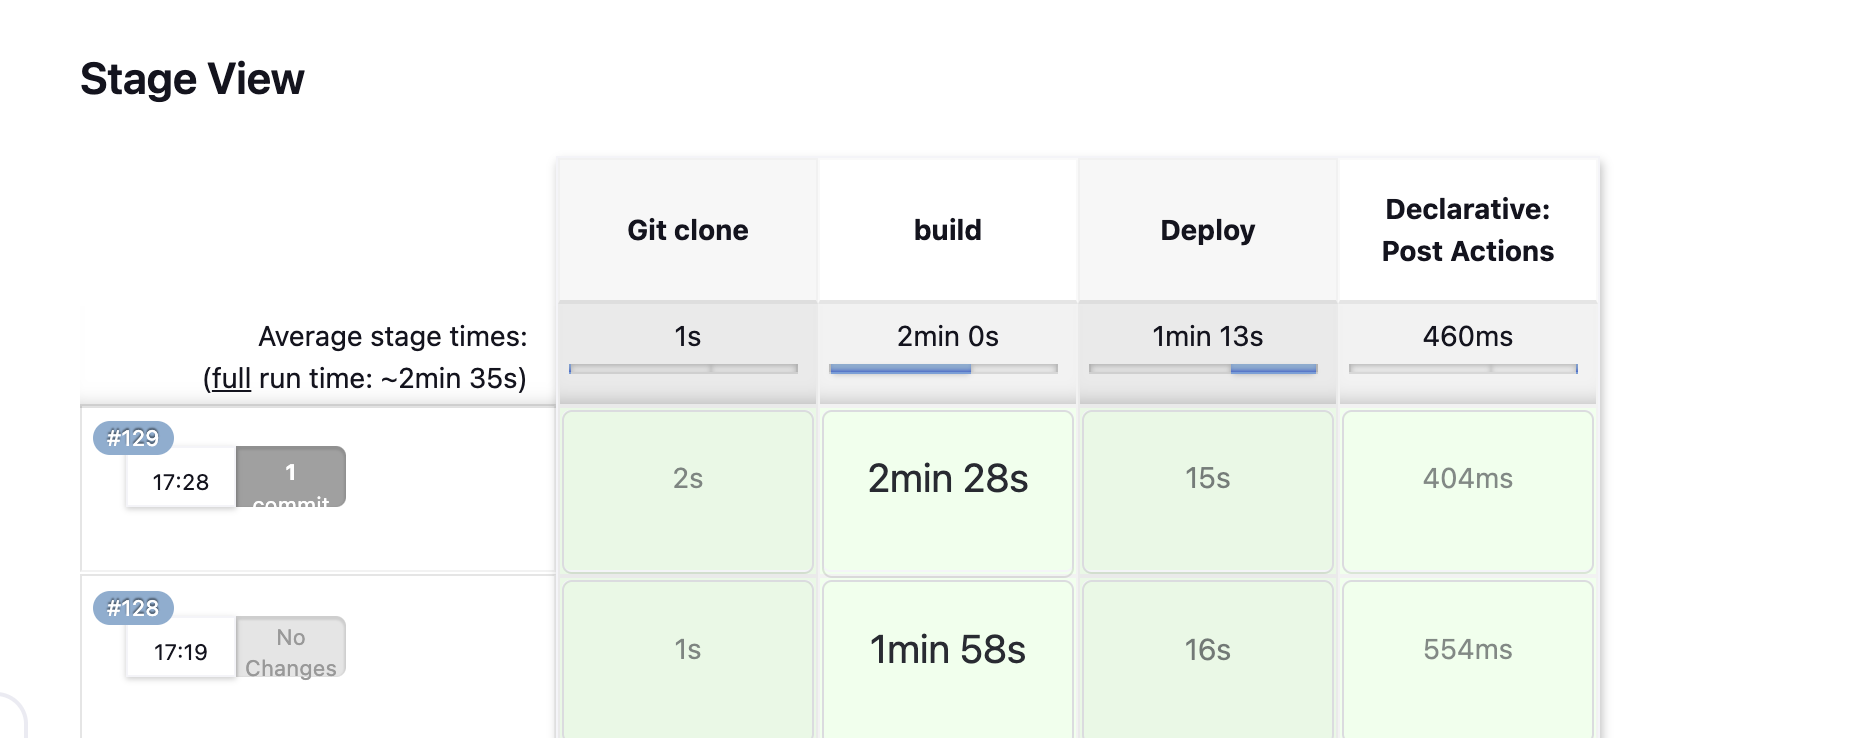 Stage View
Git clone
build
Deploy
Declarative:
Post Actions
Average stage times:
(full run time: ~2min 35s)
1s
2min 0s
1min 13s
460ms
#129
17:28
1
commit
2s
2min 28s
15s
404ms
#128
17:19
No
Changes
1s
1min 58s
16s
554ms